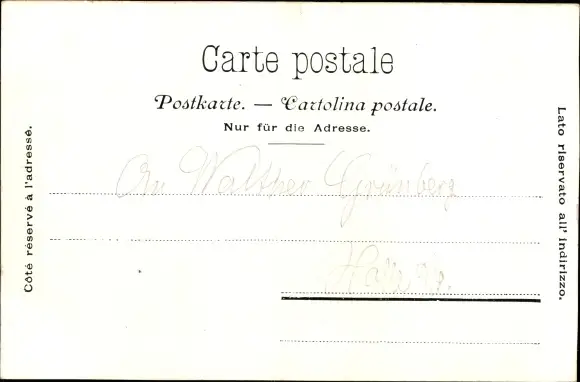 Carte postale
Postkarte. — Cartolina postale.
Nur für die Adresse.
Côté réservé à l'adressé.
Lato riservato all' indirizzo.
An Walther Grünberg
Halle